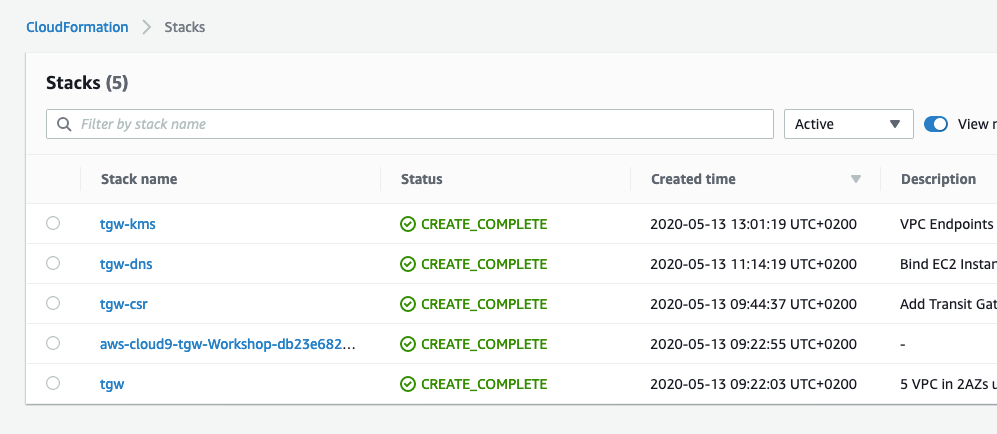 CloudFormation > Stacks
Stacks (5)
Filter by stack name Active View
Stack name Status Created time Description
tgw-kms CREATE_COMPLETE 2020-05-13 13:01:19 UTC+0200 VPC Endpoints
tgw-dns CREATE_COMPLETE 2020-05-13 11:14:19 UTC+0200 Bind EC2 Instan
tgw-csr CREATE_COMPLETE 2020-05-13 09:44:37 UTC+0200 Add Transit Gat
aws-cloud9-tgw-Workshop-db23e682... CREATE_COMPLETE 2020-05-13 09:22:55 UTC+0200 -
tgw CREATE_COMPLETE 2020-05-13 09:22:03 UTC+0200 5 VPC in 2AZs u